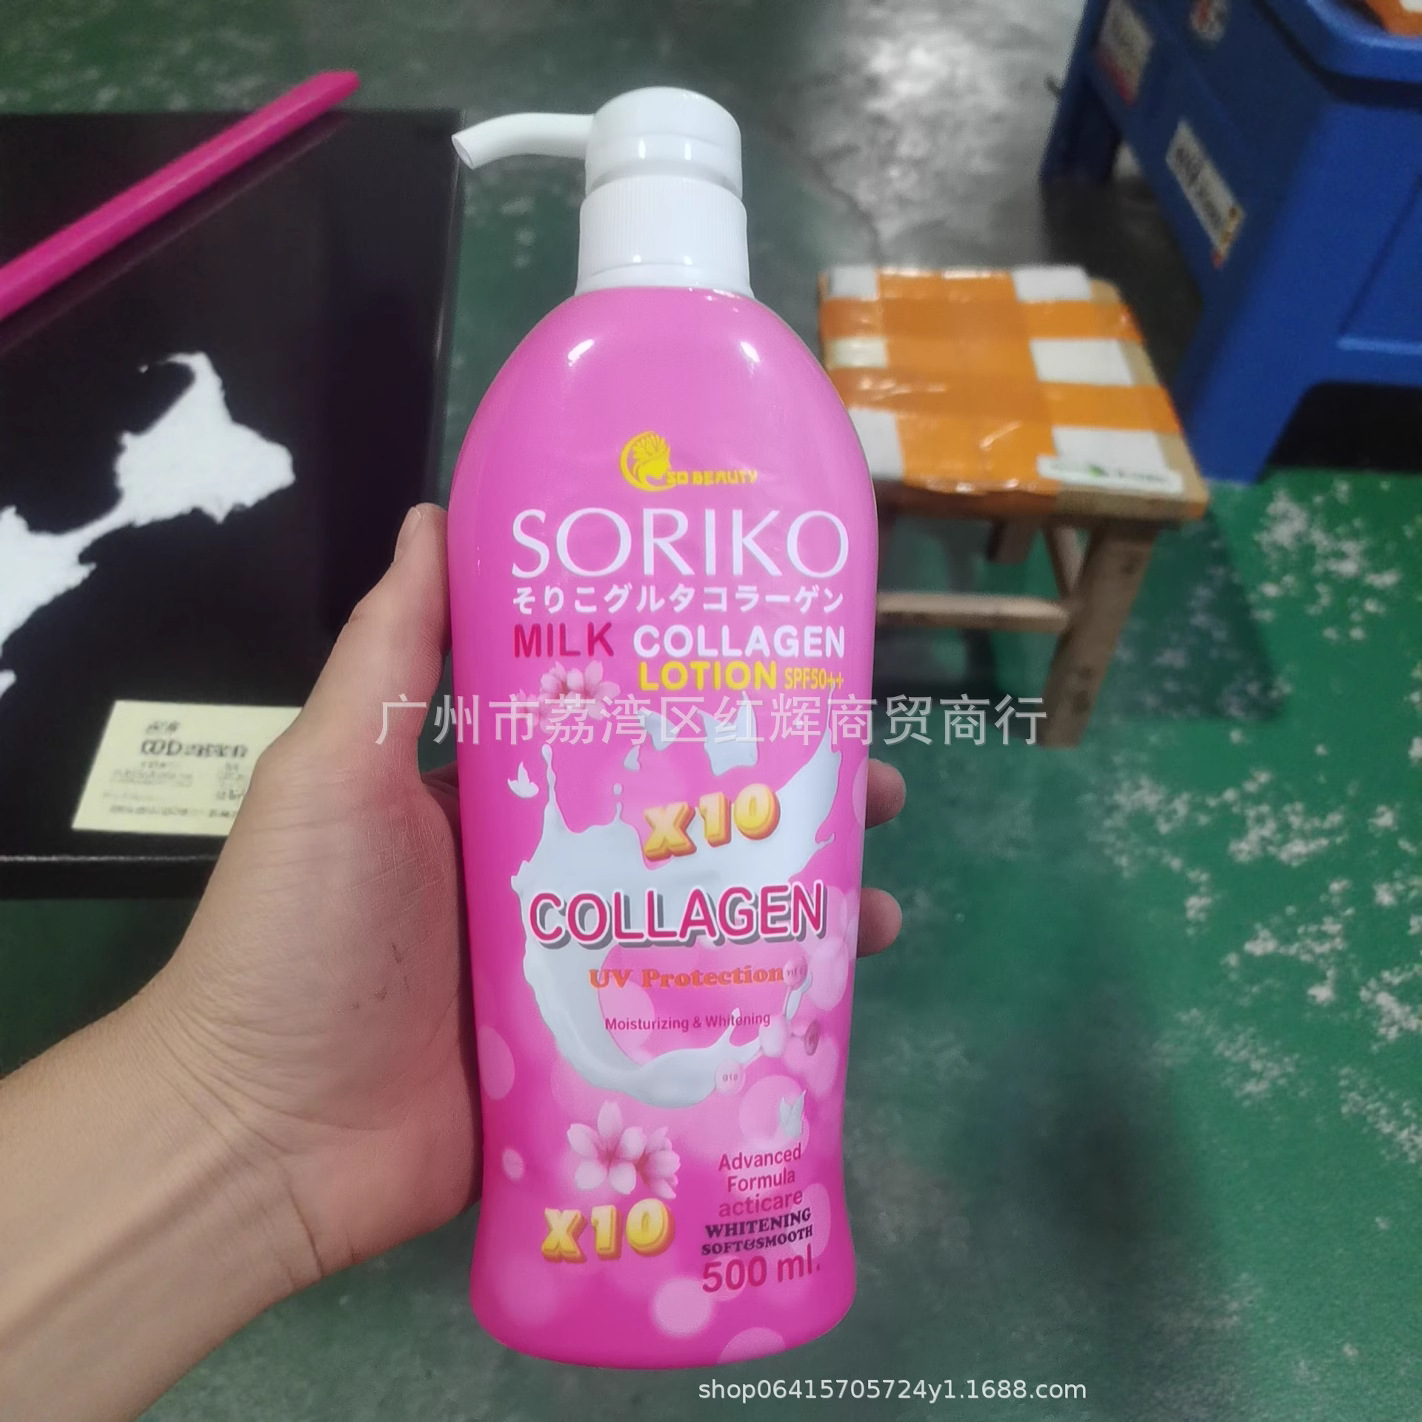 SO BEAUTY
SORIKO
そりこグルタコラーゲン
MILK COLLAGEN
LOTION SPF50++
广州市荔湾区红辉商贸商行
x10
COLLAGEN
UV Protection
Moisturizing & Whitening
Advanced
Formula
acticare
WHITENING
SOFT&SMOOTH
x10
500 ml.
shop06415705724y1.1688.com